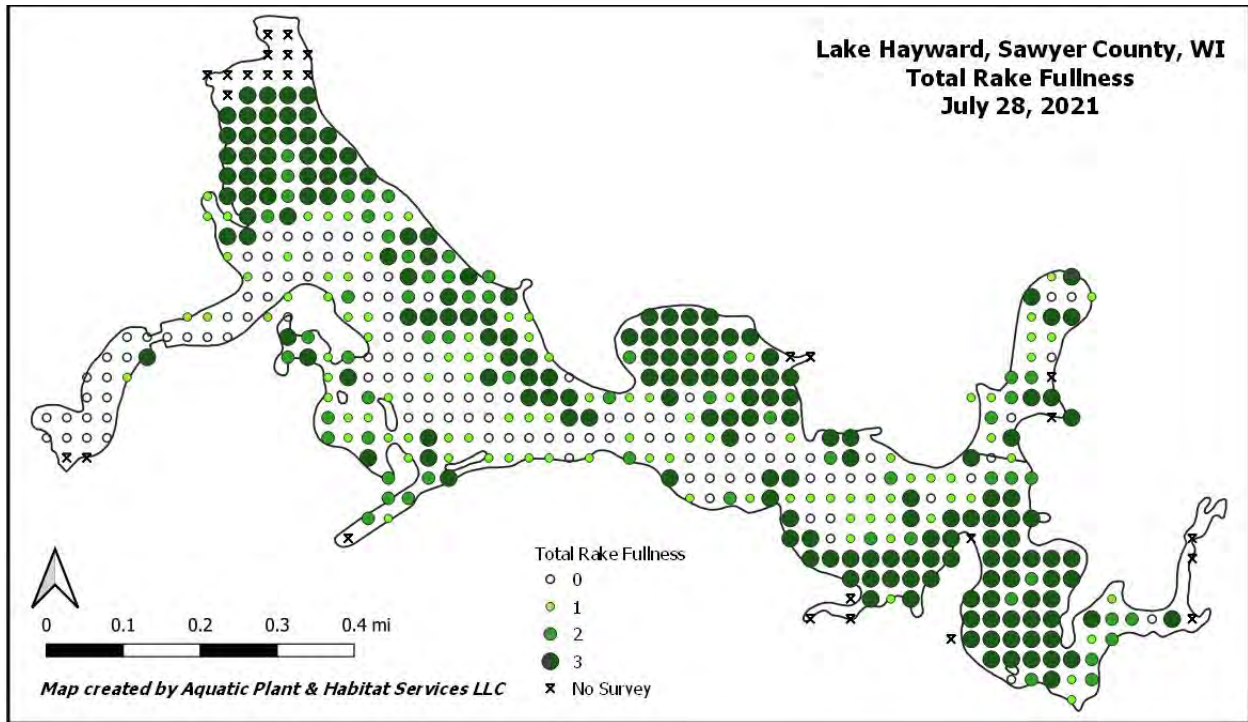 Lake Hayward, Sawyer County, WI
Total Rake Fullness
July 28, 2021
Total Rake Fullness
0
1
2
3
No Survey
0 0.1 0.2 0.3 0.4 mi
Map created by Aquatic Plant & Habitat Services LLC